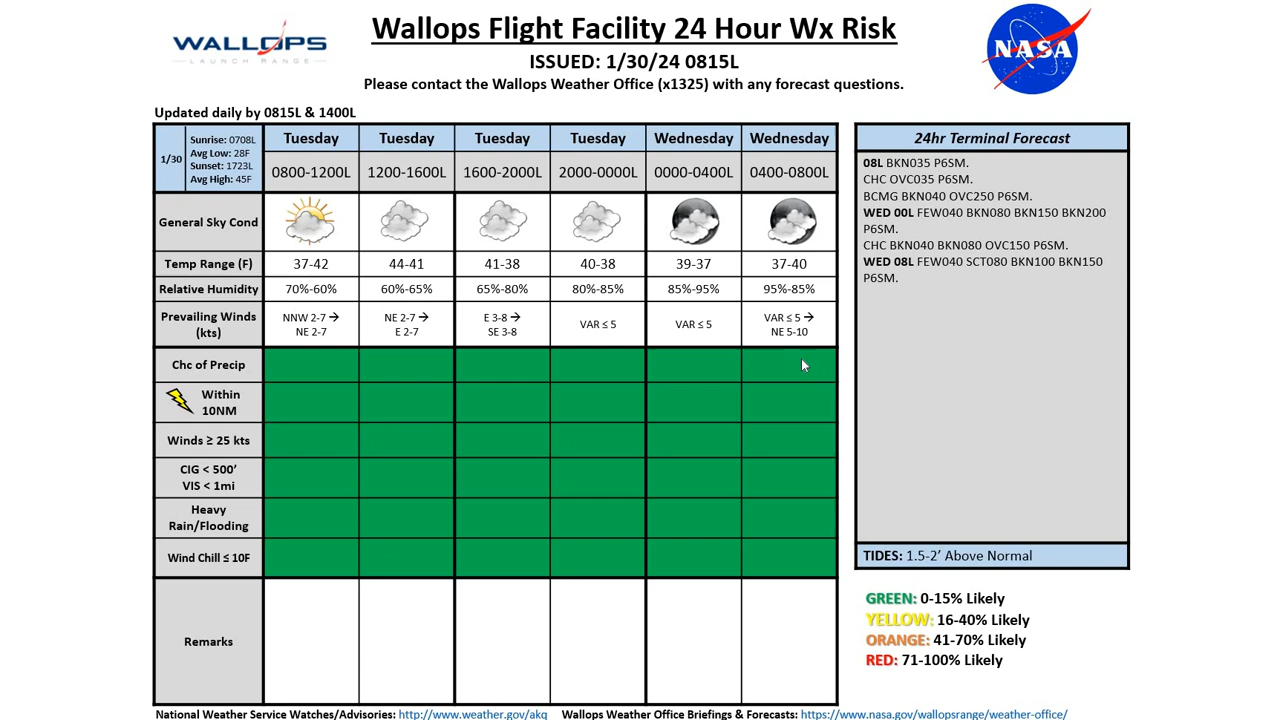 WALLOPS
LAUNCH RANGE
Wallops Flight Facility 24 Hour Wx Risk
ISSUED: 1/30/24 0815L
Please contact the Wallops Weather Office (x1325) with any forecast questions.
NASA
Updated daily by 0815L & 1400L
1/30
Sunrise: 0708L
Avg Low: 28F
Sunset: 1723L
Avg High: 45F
Tuesday Tuesday Tuesday Tuesday Wednesday Wednesday
0800-1200L 1200-1600L 1600-2000L 2000-0000L 0000-0400L 0400-0800L
General Sky Cond
Temp Range (F) 37-42 44-41 41-38 40-38 39-37 37-40
Relative Humidity 70%-60% 60%-65% 65%-80% 80%-85% 85%-95% 95%-85%
Prevailing Winds (kts)
NNW 2-7 →
NE 2-7
NE 2-7 →
E 2-7
E 3-8 →
SE 3-8
VAR ≤ 5
VAR ≤ 5
VAR ≤ 5 →
NE 5-10
Chc of Precip
Within
10NM
Winds ≥ 25 kts
CIG < 500’
VIS < 1mi
Heavy
Rain/Flooding
Wind Chill ≤ 10F
Remarks
24hr Terminal Forecast
08L BKN035 P6SM.
CHC OVC035 P6SM.
BCMG BKN040 OVC250 P6SM.
WED 00L FEW040 BKN080 BKN150 BKN200
P6SM.
CHC BKN040 BKN080 OVC150 P6SM.
WED 08L FEW040 SCT080 BKN100 BKN150
P6SM.
TIDES: 1.5-2’ Above Normal
GREEN: 0-15% Likely
YELLOW: 16-40% Likely
ORANGE: 41-70% Likely
RED: 71-100% Likely
National Weather Service Watches/Advisories: http://www.weather.gov/akq Wallops Weather Office Briefings & Forecasts: https://www.nasa.gov/wallopsrange/weather-office/